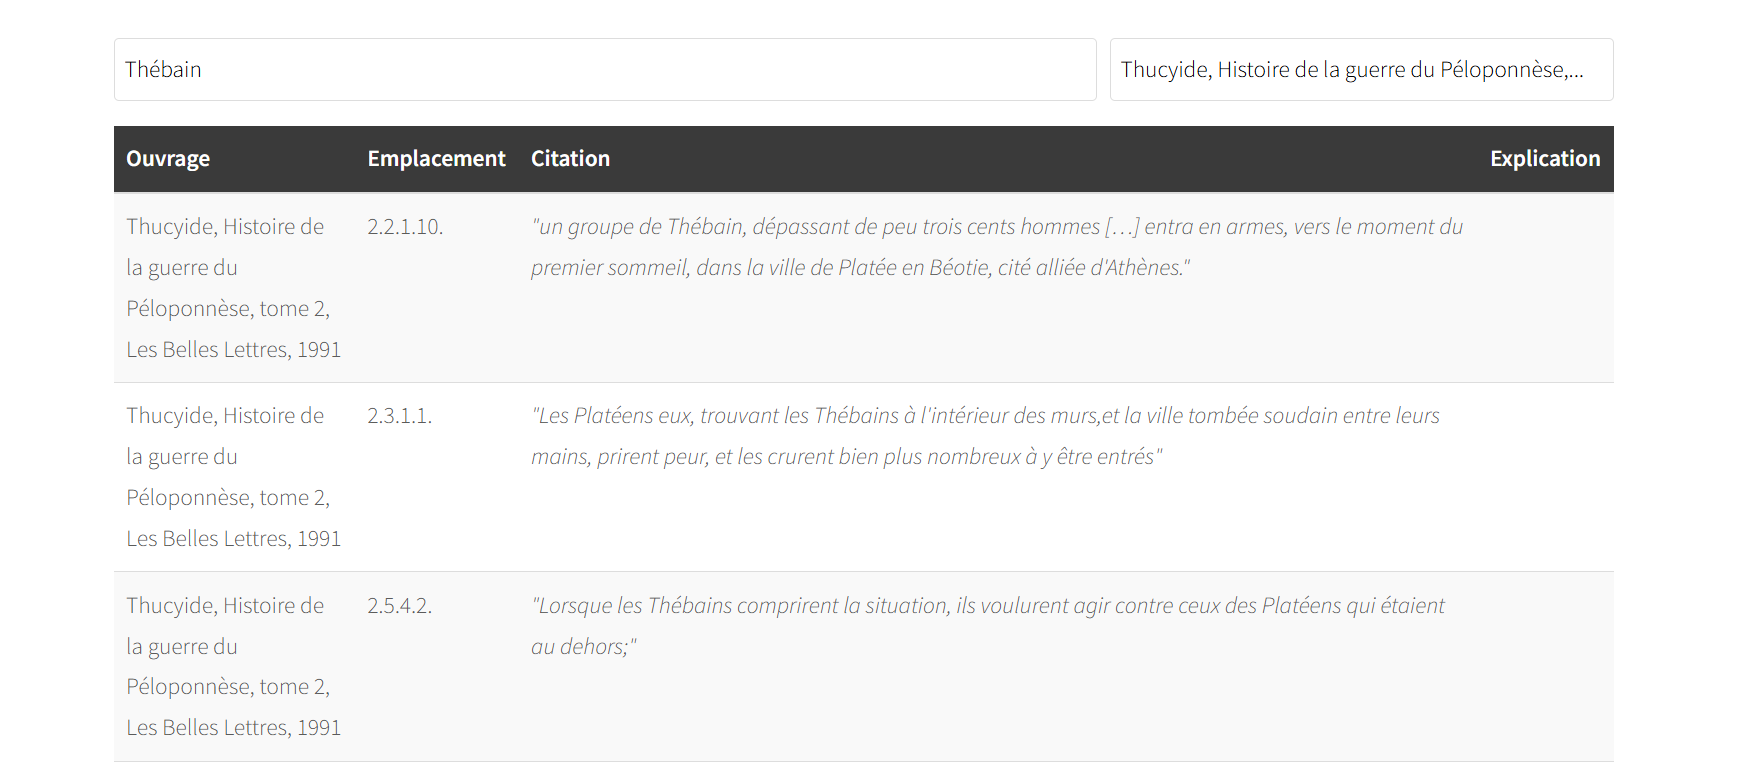 Thébain
Thucyide, Histoire de la guerre du Péloponnèse,...
Ouvrage Emplacement Citation Explication
Thucyide, Histoire de
la guerre du
Péloponnèse, tome 2,
Les Belles Lettres, 1991
2.2.1.10.
"un groupe de Thébain, dépassant de peu trois cents hommes […] entra en armes, vers le moment du
premier sommeil, dans la ville de Platée en Béotie, cité alliée d'Athènes."
Thucyide, Histoire de
la guerre du
Péloponnèse, tome 2,
Les Belles Lettres, 1991
2.3.1.1.
"Les Platéens eux, trouvant les Thébains à l'intérieur des murs,et la ville tombée soudain entre leurs
mains, prirent peur, et les crurent bien plus nombreux à y être entrés"
Thucyide, Histoire de
la guerre du
Péloponnèse, tome 2,
Les Belles Lettres, 1991
2.5.4.2.
"Lorsque les Thébains comprirent la situation, ils voulurent agir contre ceux des Platéens qui étaient
au dehors;"